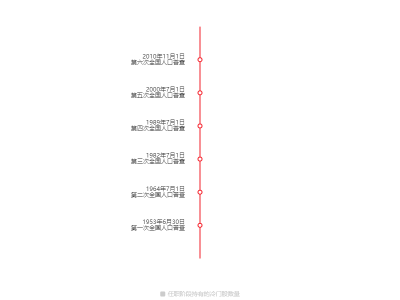 2010年11月1日
第六次全国人口普查
2000年7月1日
第五次全国人口普查
1989年7月1日
第四次全国人口普查
1982年7月1日
第三次全国人口普查
1964年7月1日
第二次全国人口普查
1953年6月30日
第一次全国人口普查